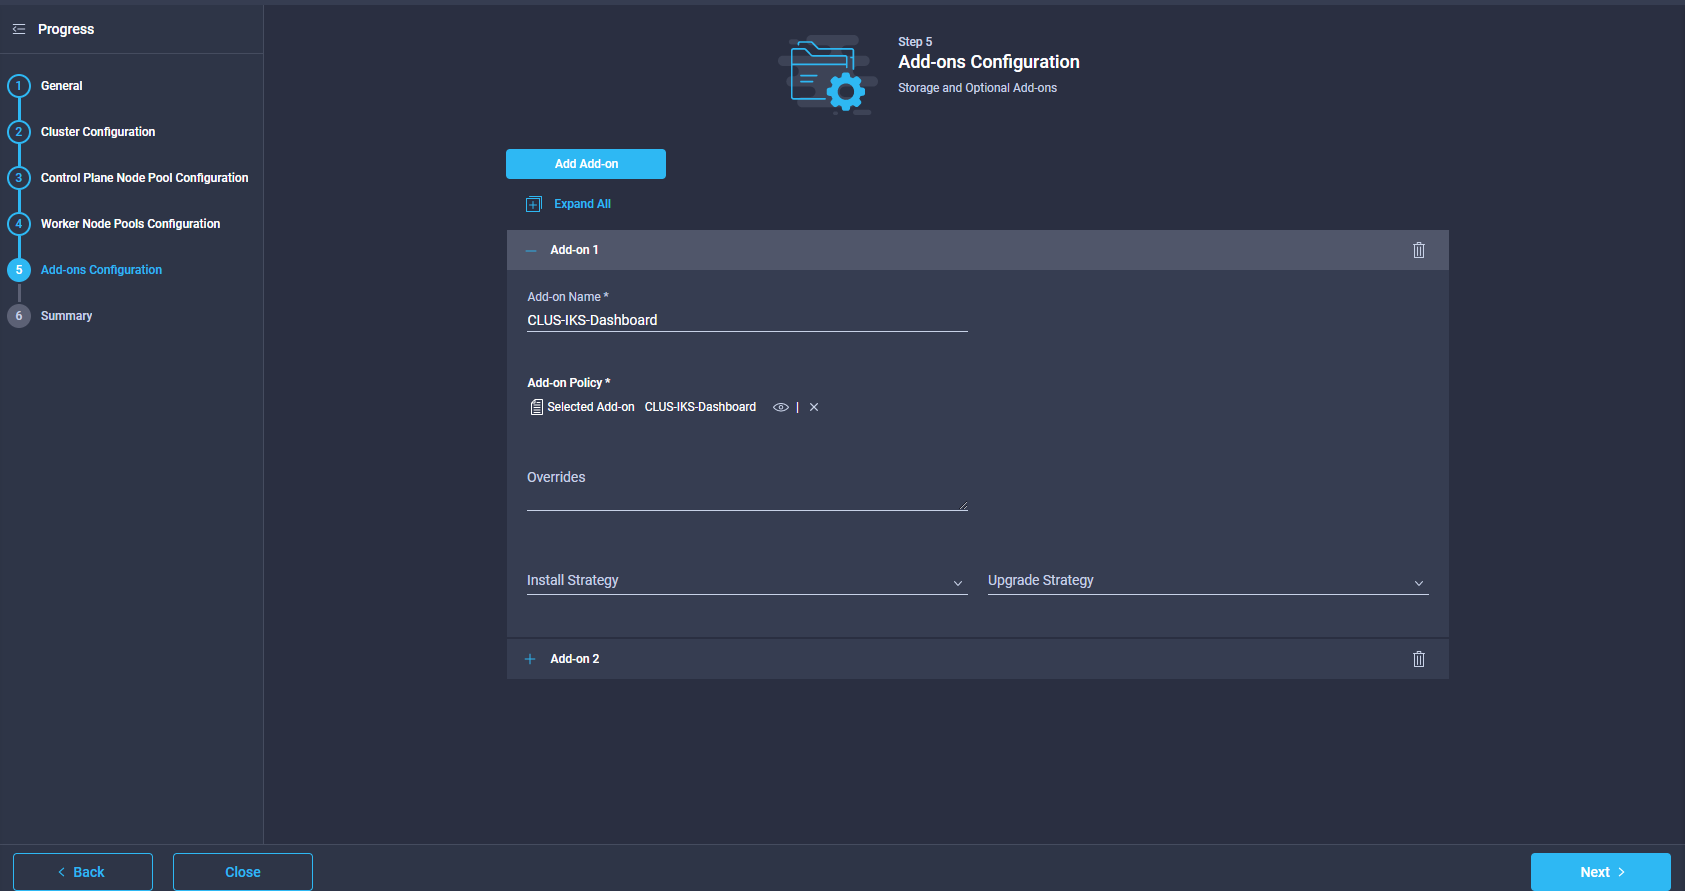 Progress
1 General
2 Cluster Configuration
3 Control Plane Node Pool Configuration
4 Worker Node Pools Configuration
5 Add-ons Configuration
6 Summary
Step 5
Add-ons Configuration
Storage and Optional Add-ons
Add Add-on
Expand All
Add-on 1
Add-on Name *
CLUS-IKS-Dashboard
Add-on Policy *
Selected Add-on CLUS-IKS-Dashboard
Overrides
Install Strategy Upgrade Strategy
Add-on 2
Back Close Next